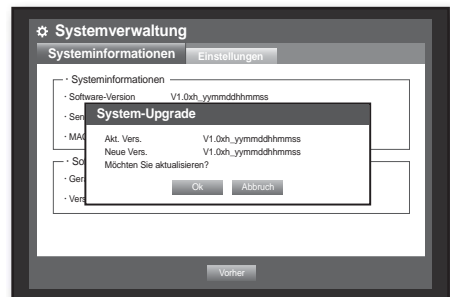 Systemverwaltung
Systeminformationen Einstellungen
· Systeminformationen
· Software-Version V1.0xh_yymmddhhmmss
System-Upgrade
Akt. Vers. V1.0xh_yymmddhhmmss
Neue Vers. V1.0xh_yymmddhhmmss
Möchten Sie aktualisieren?
Ok Abbruch
Vorher